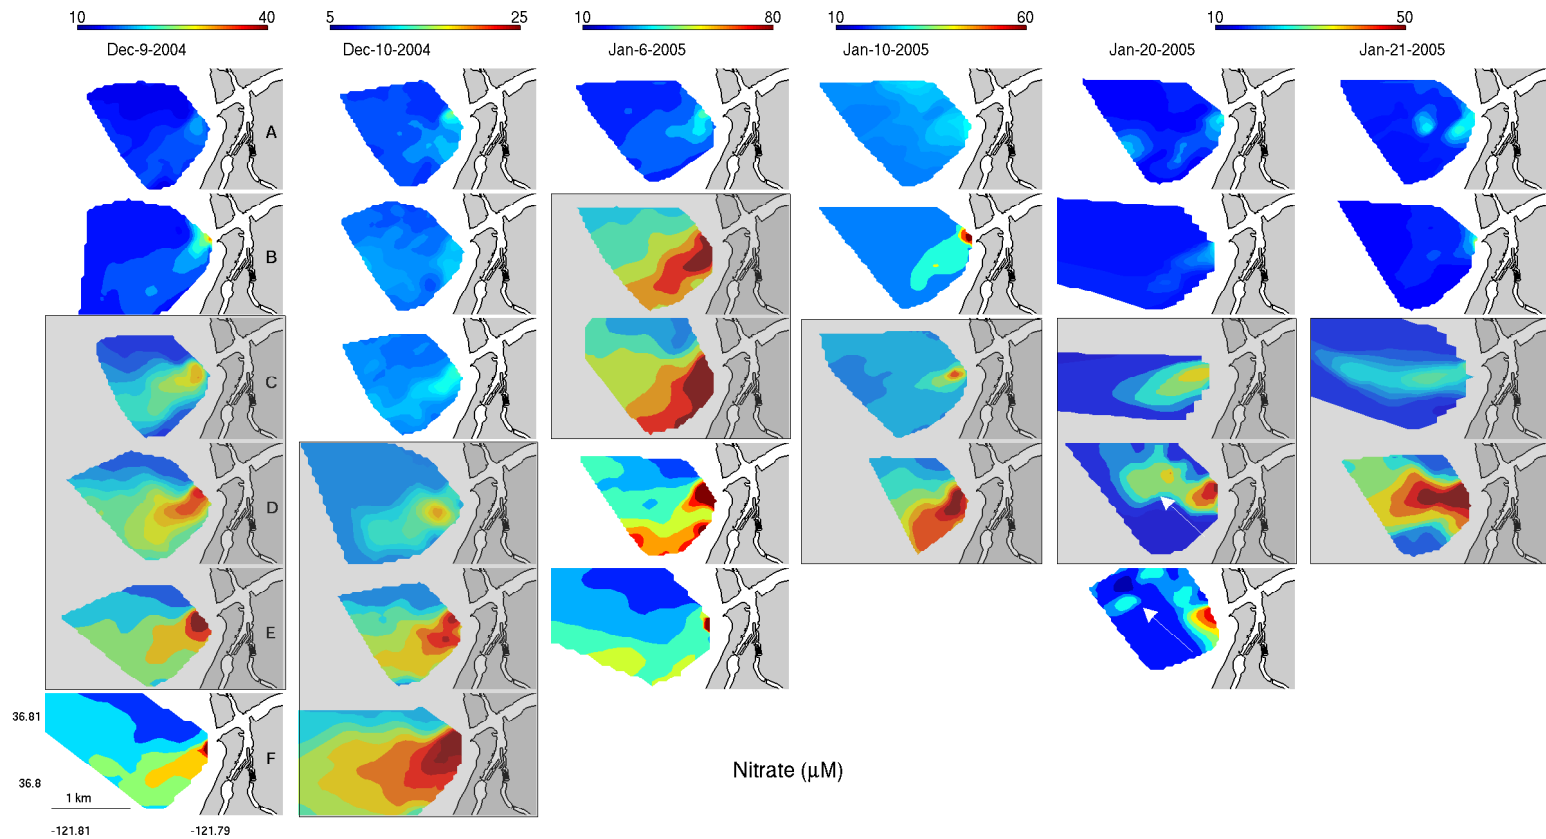 10 40 5 25 10 80 10 60 10 50
Dec-9-2004 Dec-10-2004 Jan-6-2005 Jan-10-2005 Jan-20-2005 Jan-21-2005
A
B
C
D
E
36.81
F
Nitrate (μM)
36.8
1 km
-121.81 -121.79